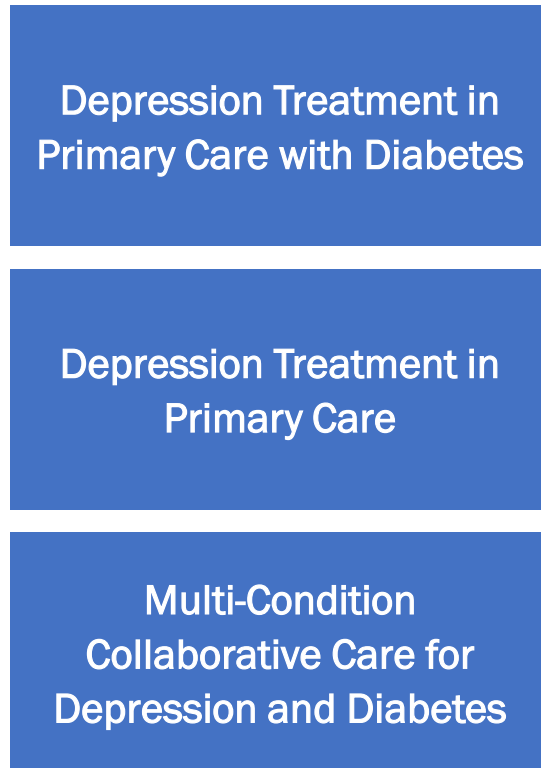 Depression Treatment in
Primary Care with Diabetes
Depression Treatment in
Primary Care
Multi-Condition
Collaborative Care for
Depression and Diabetes